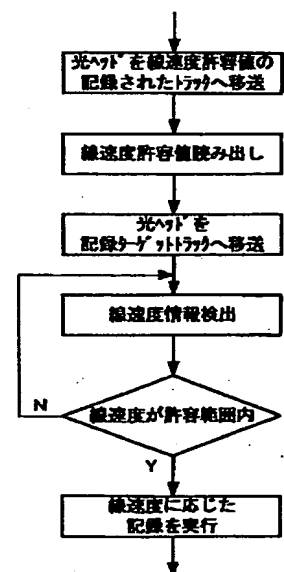 光ﾍｯﾄﾞを線速度許容値の
記録されたﾄﾗｯｸへ移送
線速度許容値読み出し
光ﾍｯﾄﾞを
記録ﾀｰｹﾞｯﾄﾄﾗｯｸへ移送
線速度情報検出
線速度が許容範囲内
N
Y
線速度に応じた
記録を実行